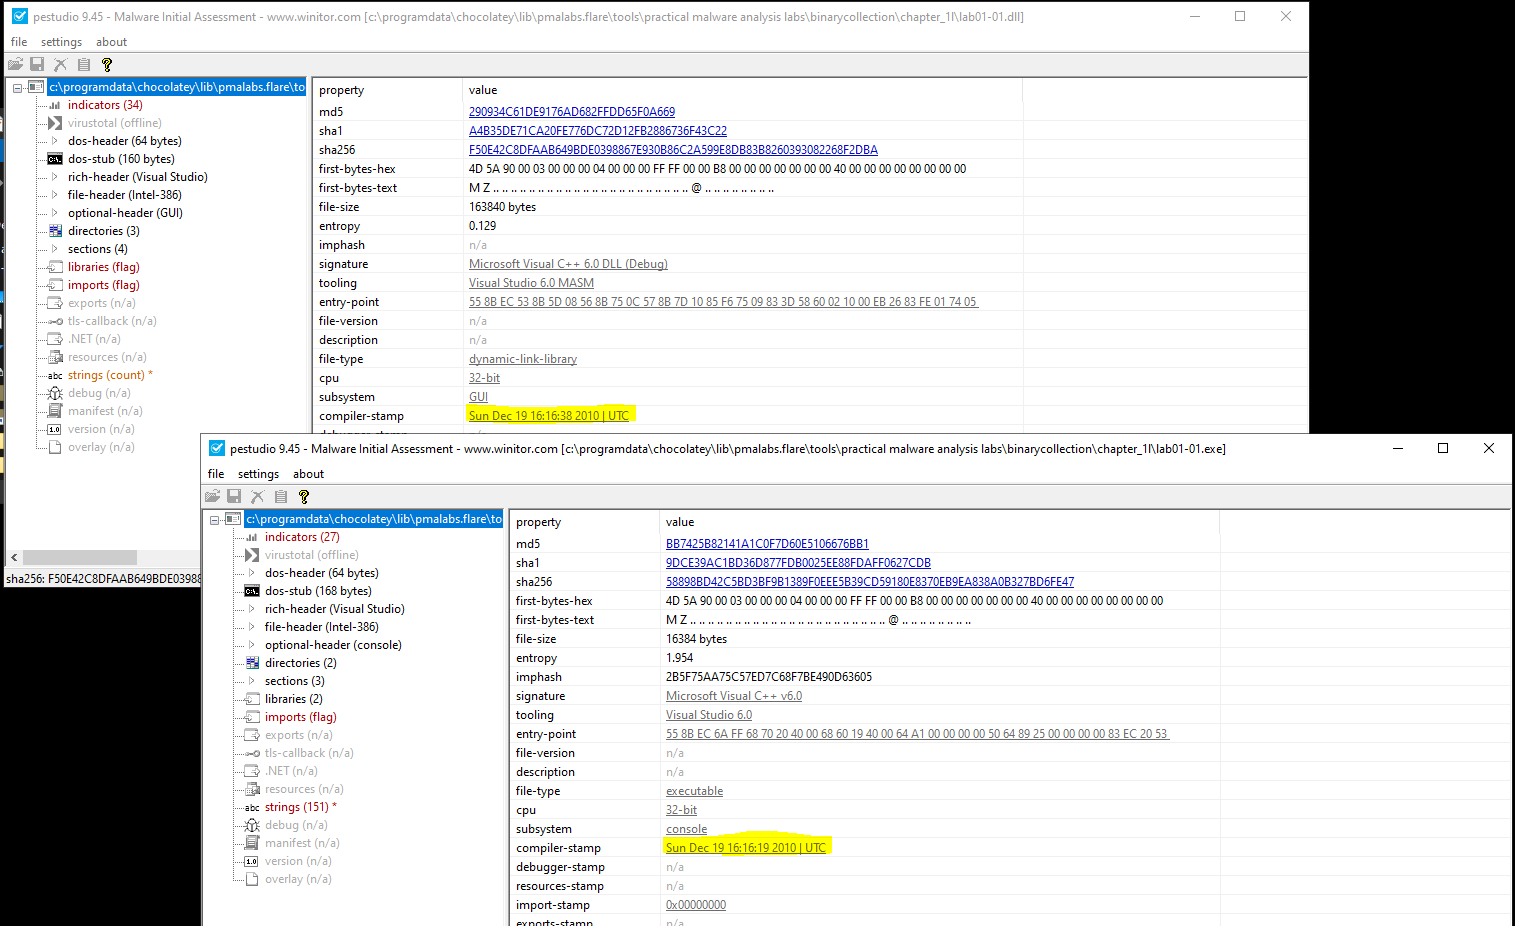 pestudio 9.45 - Malware Initial Assessment - www.winitor.com [c:\programdata\chocolatey\lib\pmalabs.flare\tools\practical malware analysis labs\binarycollection\chapter_1l\lab01-01.dll]
file settings about
c:\programdata\chocolatey\lib\pmalabs.flare\too
indicators (34)
virustotal (offline)
dos-header (64 bytes)
dos-stub (160 bytes)
rich-header (Visual Studio)
file-header (Intel-386)
optional-header (GUI)
directories (3)
sections (4)
libraries (flag)
imports (flag)
exports (n/a)
tls-callback (n/a)
.NET (n/a)
resources (n/a)
abc strings (count) *
debug (n/a)
manifest (n/a)
1.0 version (n/a)
overlay (n/a)
property value
md5 290934C61DE9176AD682FFDD65F0A669
sha1 A4B35DE71CA20FE776DC72D12FB2886736F43C22
sha256 F50E42C8DFAAB649BDE0398867E930B86C2A599E8DB83B8260393082268F2DBA
first-bytes-hex 4D 5A 90 00 03 00 00 00 04 00 00 00 FF FF 00 00 B8 00 00 00 00 00 00 00 40 00 00 00 00 00 00 00
first-bytes-text M Z .. .. .. .. .. .. .. .. .. .. .. .. .. .. .. .. .. .. .. .. .. .. @ .. .. .. .. .. .. ..
file-size 163840 bytes
entropy 0.129
imphash n/a
signature Microsoft Visual C++ 6.0 DLL (Debug)
tooling Visual Studio 6.0 MASM
entry-point 55 8B EC 53 8B 5D 08 56 8B 75 0C 57 8B 7D 10 85 F6 75 09 83 3D 58 60 02 10 00 EB 26 83 FE 01 74 05
file-version n/a
description n/a
file-type dynamic-link-library
cpu 32-bit
subsystem GUI
compiler-stamp Sun Dec 19 16:16:38 2010 | UTC
sha256: F50E42C8DFAAB649BDE03988
pestudio 9.45 - Malware Initial Assessment - www.winitor.com [c:\programdata\chocolatey\lib\pmalabs.flare\tools\practical malware analysis labs\binarycollection\chapter_1l\lab01-01.exe]
file settings about
c:\programdata\chocolatey\lib\pmalabs.flare\to
indicators (27)
virustotal (offline)
dos-header (64 bytes)
dos-stub (168 bytes)
rich-header (Visual Studio)
file-header (Intel-386)
optional-header (console)
directories (2)
sections (3)
libraries (2)
imports (flag)
exports (n/a)
tls-callback (n/a)
.NET (n/a)
resources (n/a)
abc strings (151) *
debug (n/a)
manifest (n/a)
1.0 version (n/a)
overlay (n/a)
property value
md5 BB7425B82141A1C0F7D60E5106676BB1
sha1 9DCE39AC1BD36D877FDB0025EE88FDAFF0627CDB
sha256 58898BD42C5BD3BF9B1389F0EEE5B39CD59180E8370EB9EA838A0B327BD6FE47
first-bytes-hex 4D 5A 90 00 03 00 00 00 04 00 00 00 FF FF 00 00 B8 00 00 00 00 00 00 00 40 00 00 00 00 00 00 00
first-bytes-text M Z .. .. .. .. .. .. .. .. .. .. .. .. .. .. .. .. .. .. .. .. .. .. @ .. .. .. .. .. .. ..
file-size 16384 bytes
entropy 1.954
imphash 2B5F75AA75C57ED7C68F7BE490D63605
signature Microsoft Visual C++ v6.0
tooling Visual Studio 6.0
entry-point 55 8B EC 6A FF 68 70 20 40 00 68 60 19 40 00 64 A1 00 00 00 00 50 64 89 25 00 00 00 00 83 EC 20 53
file-version n/a
description n/a
file-type executable
cpu 32-bit
subsystem console
compiler-stamp Sun Dec 19 16:16:19 2010 | UTC
debugger-stamp n/a
resources-stamp n/a
import-stamp 0x00000000
exports-stamp n/a